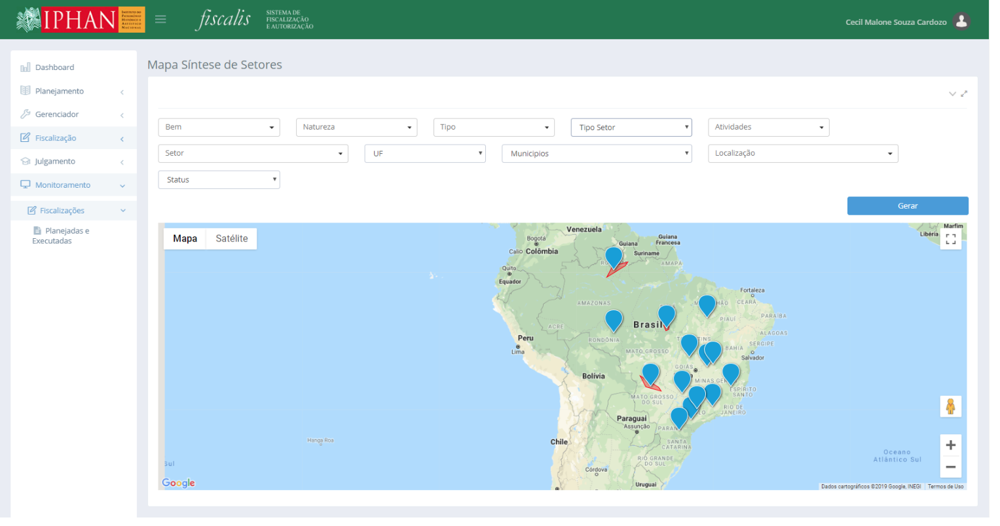 IPHAN
INSTITUTO DO
PATRIMÔNIO
HISTÓRICO E
ARTÍSTICO
NACIONAL
fiscalis
SISTEMA DE
FISCALIZAÇÃO
E AUTORIZAÇÃO
Cecil Malone Souza Cardozo
Dashboard
Planejamento
Gerenciador
Fiscalização
Julgamento
Monitoramento
Fiscalizações
Planejadas e
Executadas
Mapa Síntese de Setores
Bem
Natureza
Tipo
Tipo Setor
Atividades
Setor
UF
Municipios
Localização
Status
Gerar
Mapa
Satélite
Venezuela
Bogotá
Guiana
Guiana
Francesa
Cali
Colômbia
Suriname
AMAPÁ
Quito
Equador
Marfim
Libéria
Fortaleza
AMAZONAS
CEARÁ
PARAÍBA
PIAUÍ
ACRE
Brasil
ALAGOAS
Peru
RONDÔNIA
SERGIPE
Lima
MATO GROSSO
BAHIA
Salvador
GOIÁS
Bolívia
MINAS GE
ESPÍRITO
SANTO
MATO GROSSO
DO SUL
RIO DE
JANEIRO
Paraguai
Assunção
PARAN
Chile
SANTA
CATARINA
Hanga Roa
RIO GRANDE
DO SUL
Córdova
Uruguai
Oceano
Atlântico Sul
Sul
Google
Dados cartográficos ©2019 Google, INEGI
Termos de Uso